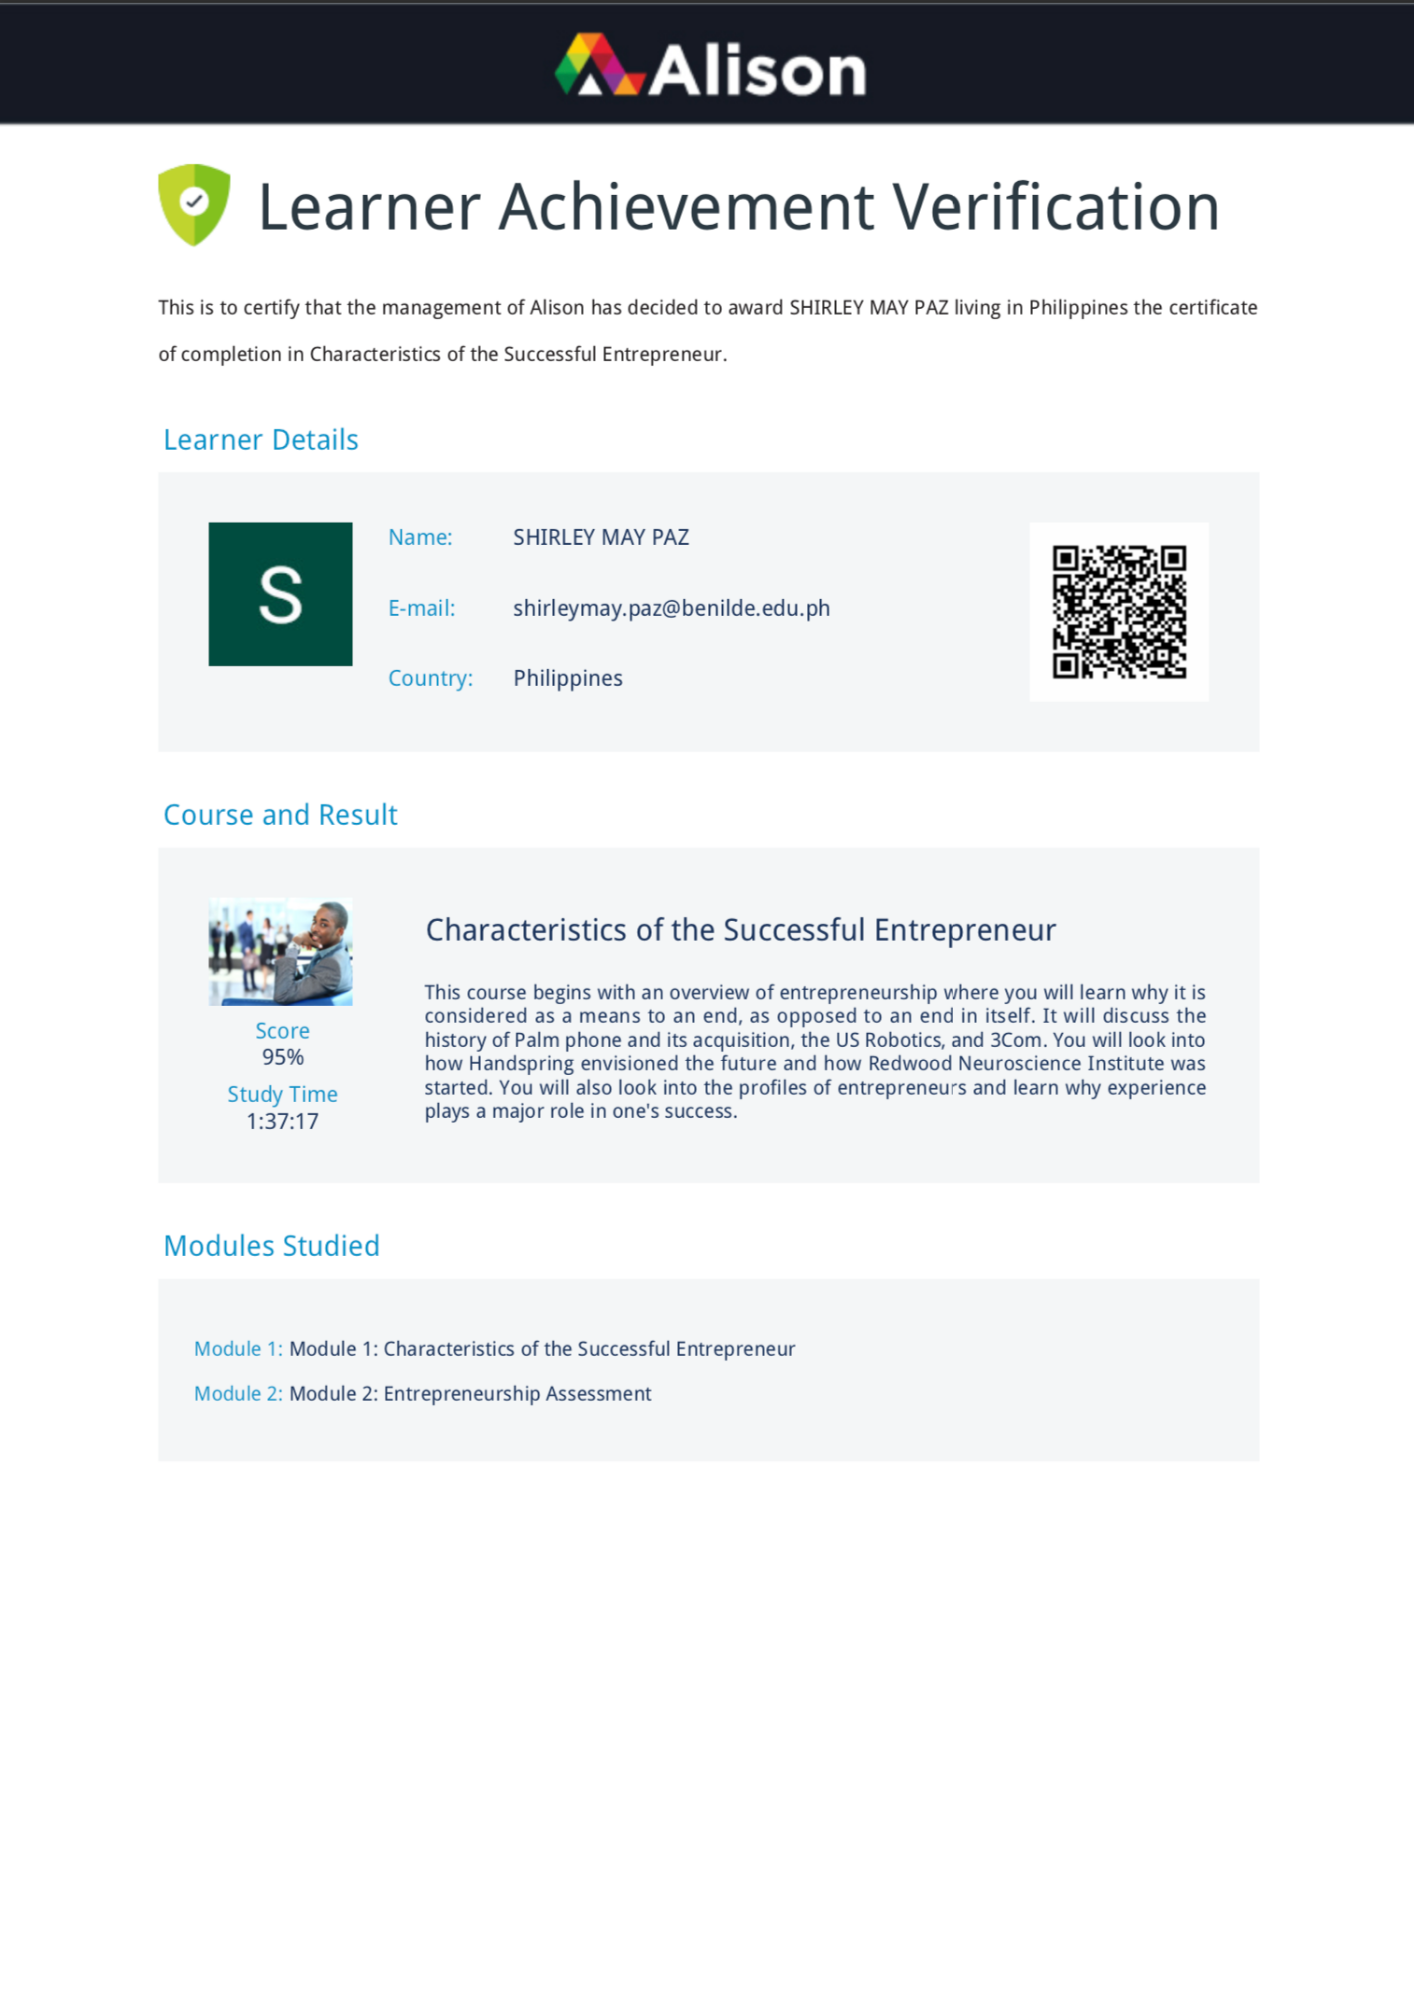 Alison
Learner Achievement Verification
This is to certify that the management of Alison has decided to award SHIRLEY MAY PAZ living in Philippines the certificate
of completion in Characteristics of the Successful Entrepreneur.
Learner Details
S
Name: SHIRLEY MAY PAZ
E-mail: shirleymay.paz@benilde.edu.ph
Country: Philippines
Course and Result
Score
95%
Study Time
1:37:17
Characteristics of the Successful Entrepreneur
This course begins with an overview of entrepreneurship where you will learn why it is
considered as a means to an end, as opposed to an end in itself. It will discuss the
history of Palm phone and its acquisition, the US Robotics, and 3Com. You will look into
how Handspring envisioned the future and how Redwood Neuroscience Institute was
started. You will also look into the profiles of entrepreneurs and learn why experience
plays a major role in one's success.
Modules Studied
Module 1: Module 1: Characteristics of the Successful Entrepreneur
Module 2: Module 2: Entrepreneurship Assessment